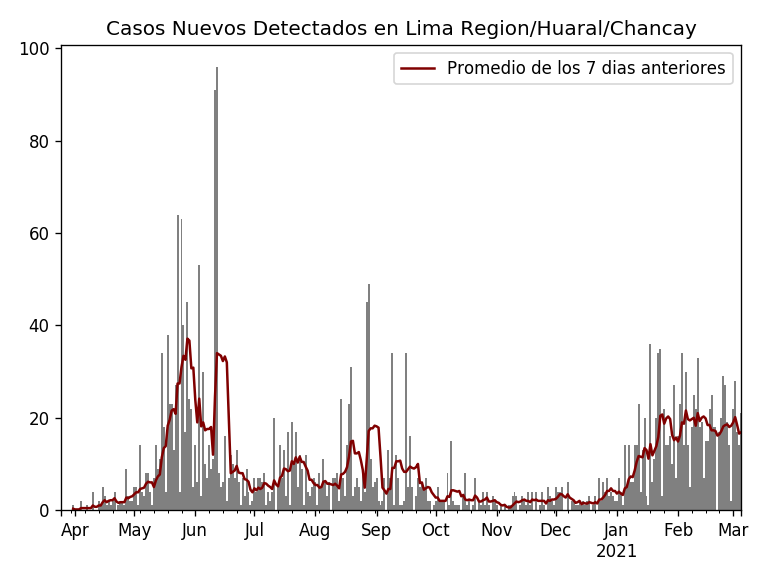 Casos Nuevos Detectados en Lima Region/Huaral/Chancay
Promedio de los 7 dias anteriores
100
80
60
40
20
0
Apr May Jun Jul Aug Sep Oct Nov Dec Jan Feb Mar
2021